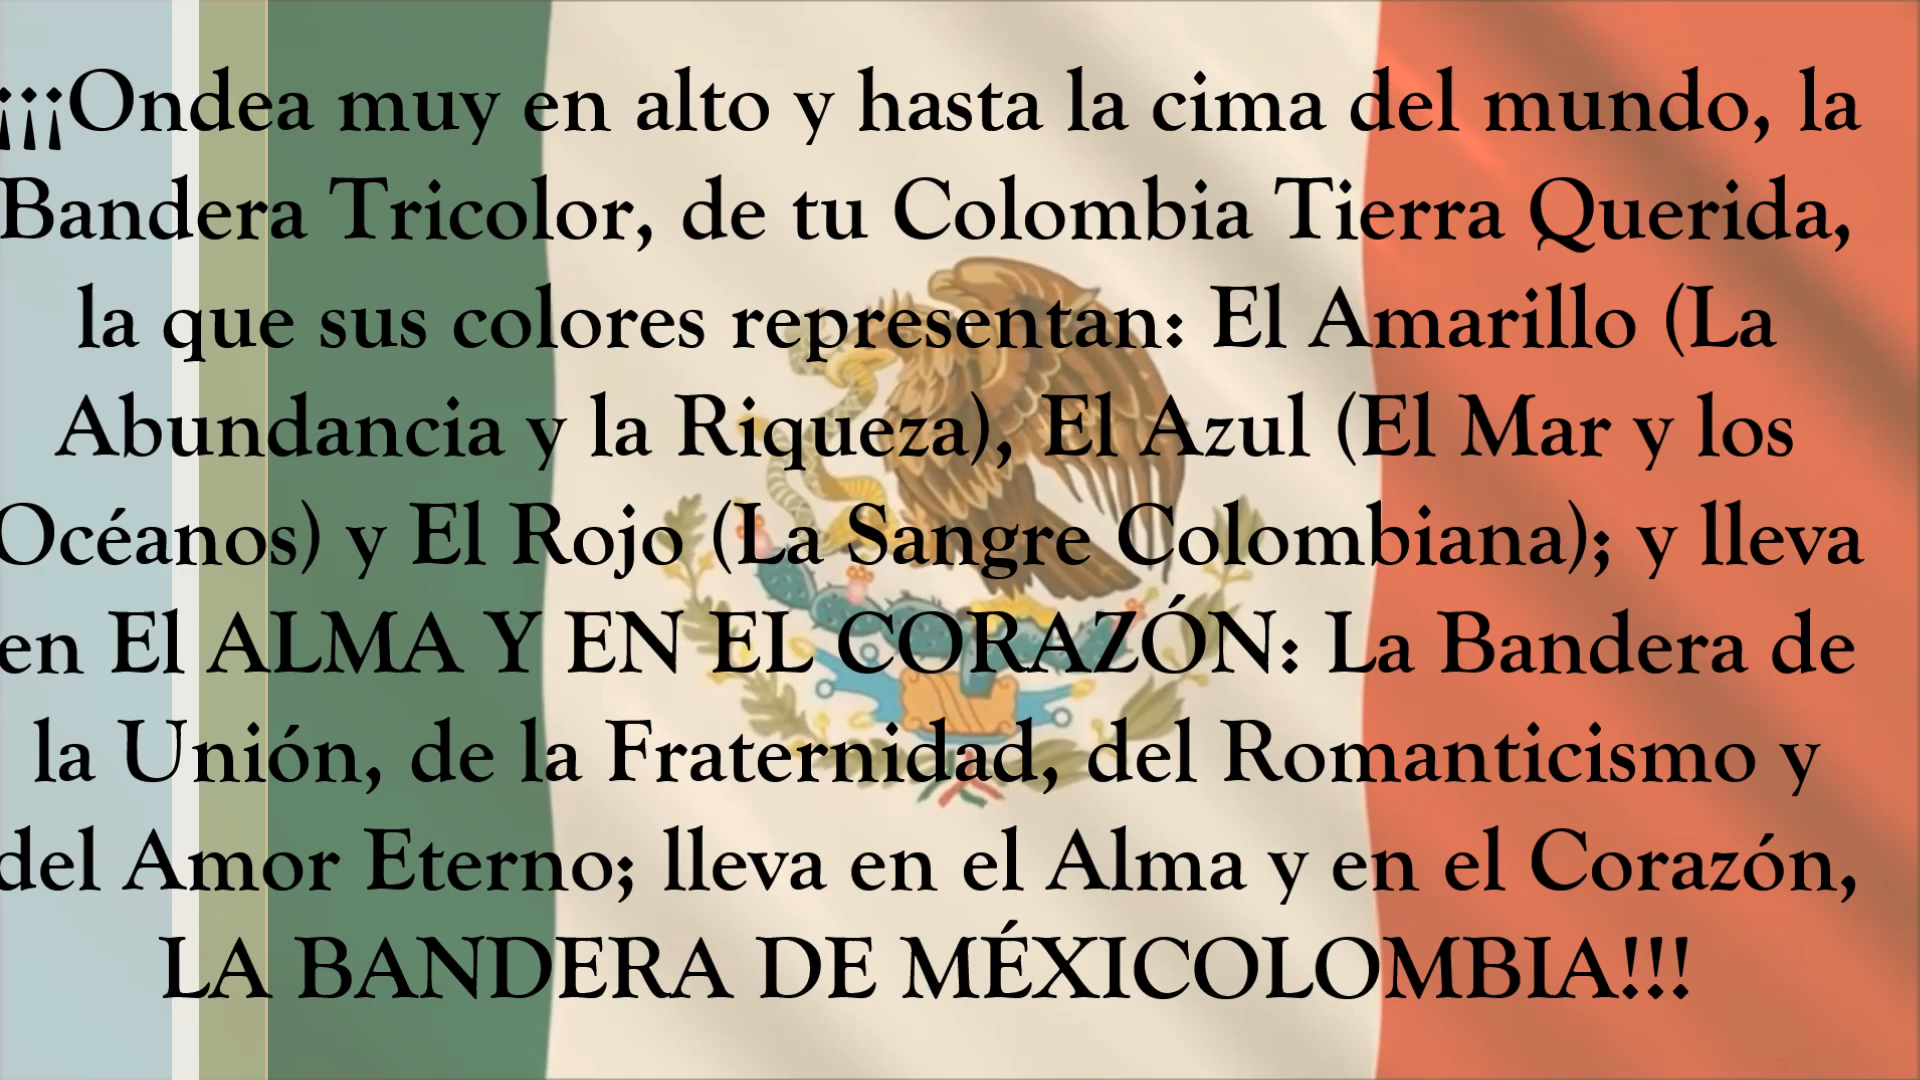 ¡¡¡Ondea muy en alto y hasta la cima del mundo, la
Bandera Tricolor, de tu Colombia Tierra Querida,
la que sus colores representan: El Amarillo (La
Abundancia y la Riqueza), El Azul (El Mar y los
Océanos) y El Rojo (La Sangre Colombiana); y lleva
en El ALMA Y EN EL CORAZÓN: La Bandera de
la Unión, de la Fraternidad, del Romanticismo y
del Amor Eterno; lleva en el Alma y en el Corazón,
LA BANDERA DE MÉXICOLOMBIA!!!